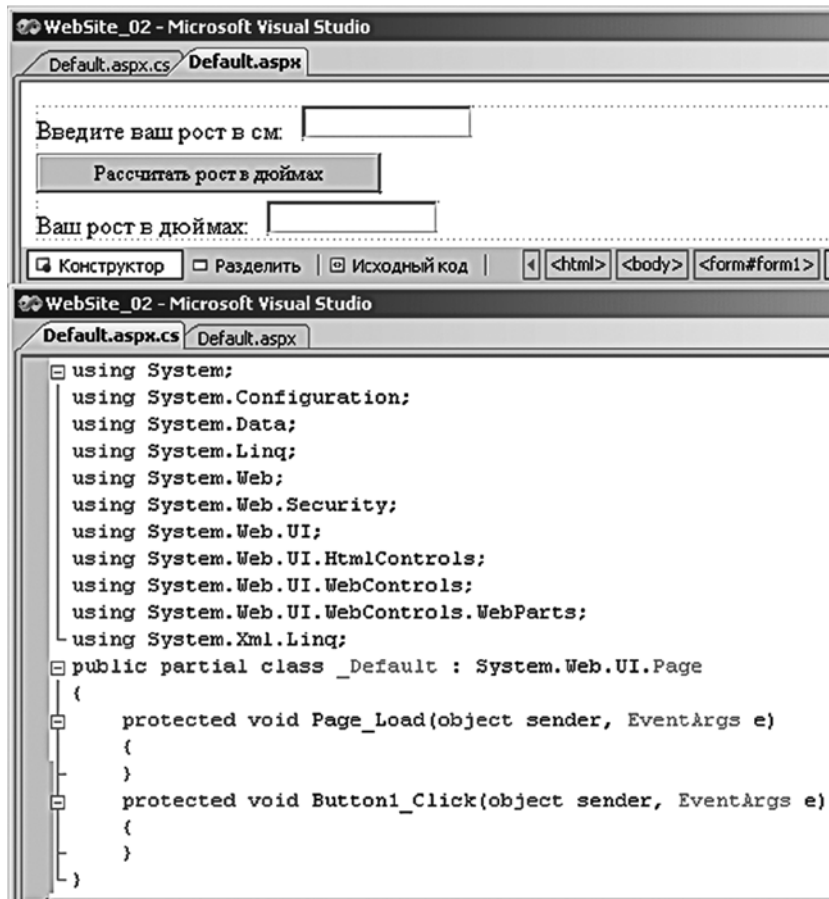 WebSite_02 - Microsoft Visual Studio
Default.aspx.cs Default.aspx
Введите ваш рост в см:
Рассчитать рост в дюймах
Ваш рост в дюймах:
Конструктор Разделить Исходный код <html> <body> <form#form1>
WebSite_02 - Microsoft Visual Studio
Default.aspx.cs Default.aspx
using System;
using System.Configuration;
using System.Data;
using System.Linq;
using System.Web;
using System.Web.Security;
using System.Web.UI;
using System.Web.UI.HtmlControls;
using System.Web.UI.WebControls;
using System.Web.UI.WebControls.WebParts;
using System.Xml.Linq;
public partial class _Default : System.Web.UI.Page
{
protected void Page_Load(object sender, EventArgs e)
{
}
protected void Button1_Click(object sender, EventArgs e)
{
}
}